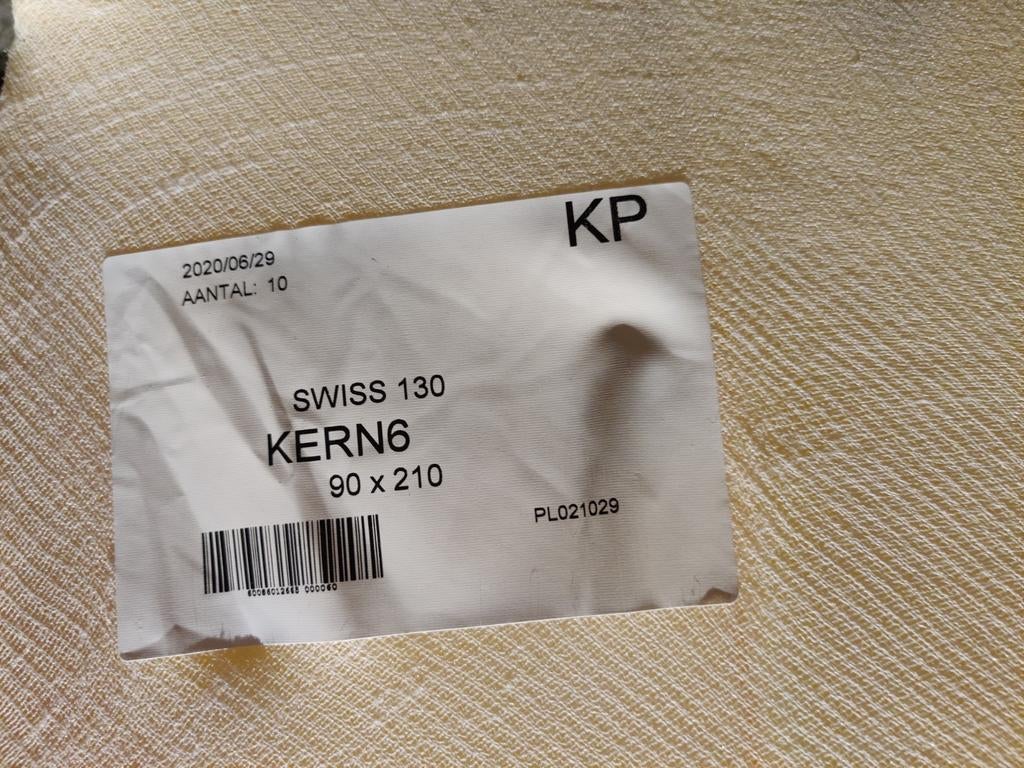 KP
2020/06/29
AANTAL: 10
SWISS 130
KERN6
90 x 210
PL021029